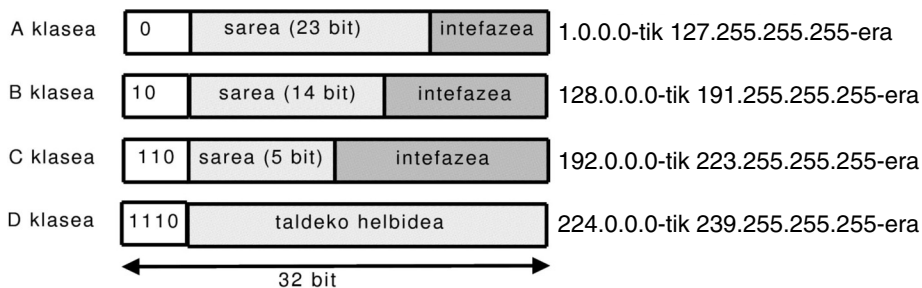 A klasea 0 sarea (23 bit) intefazea 1.0.0.0-tik 127.255.255.255-era
B klasea 10 sarea (14 bit) intefazea 128.0.0.0-tik 191.255.255.255-era
C klasea 110 sarea (5 bit) intefazea 192.0.0.0-tik 223.255.255.255-era
D klasea 1110 taldeko helbidea 224.0.0.0-tik 239.255.255.255-era
32 bit